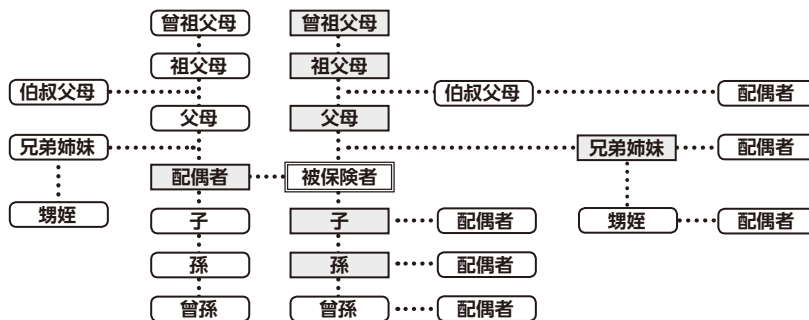 曾祖父母 曾祖父母
祖父母 祖父母
伯叔父母 伯叔父母 配偶者
父母 父母
兄弟姉妹 兄弟姉妹 配偶者
配偶者 被保険者
甥姪 子 子 配偶者 甥姪 配偶者
孫 孫 配偶者
曾孫 曾孫 配偶者